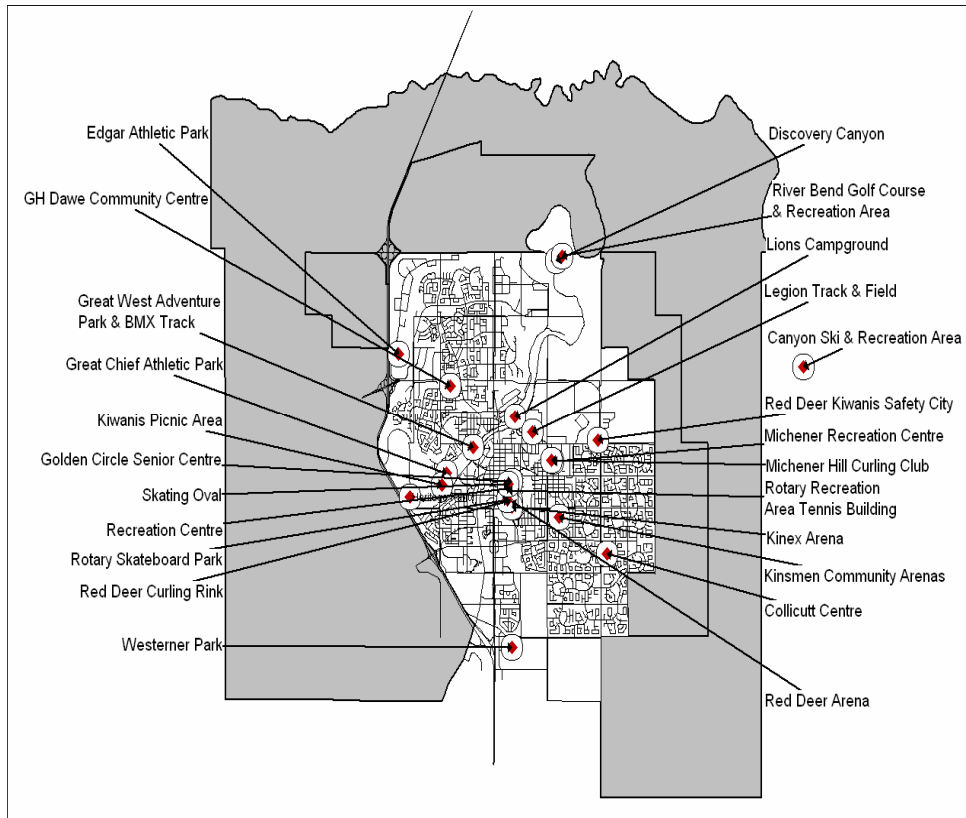 Edgar Athletic Park
GH Dawe Community Centre
Great West Adventure
Park & BMX Track
Great Chief Athletic Park
Kiwanis Picnic Area
Golden Circle Senior Centre
Skating Oval
Recreation Centre
Rotary Skateboard Park
Red Deer Curling Rink
Westerner Park
Discovery Canyon
River Bend Golf Course
& Recreation Area
Lions Campground
Legion Track & Field
Canyon Ski & Recreation Area
Red Deer Kiwanis Safety City
Michener Recreation Centre
Michener Hill Curling Club
Rotary Recreation
Area Tennis Building
Kinex Arena
Kinsmen Community Arenas
Collicutt Centre
Red Deer Arena